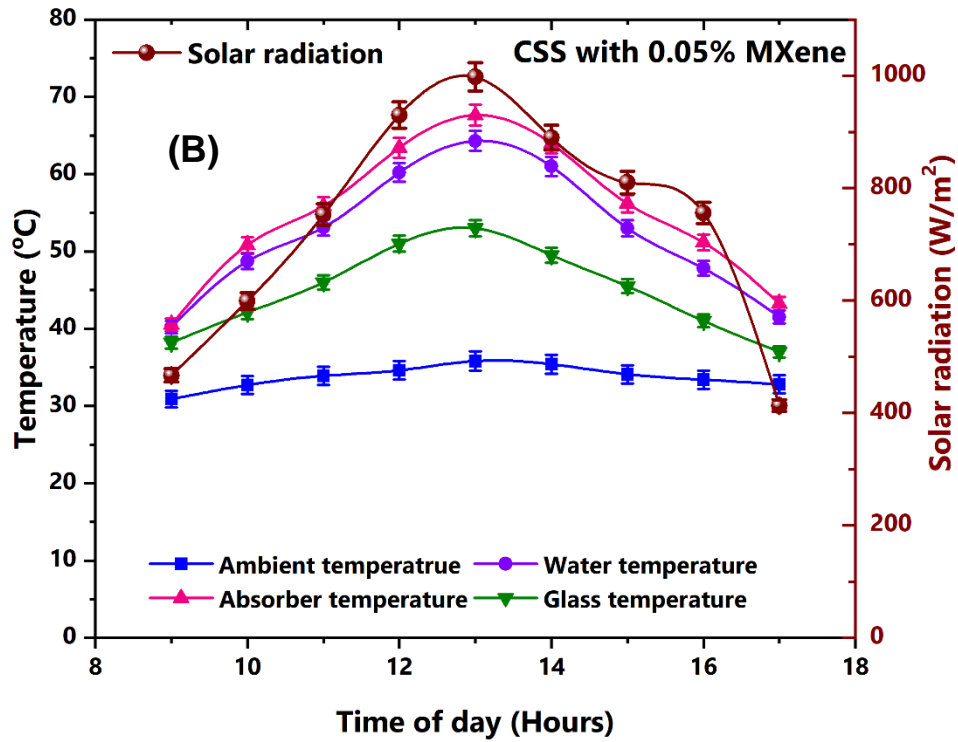 Solar radiation
CSS with 0.05% MXene
(B)
Temperature (ºC)
80
70
60
50
40
30
20
10
0
Solar radiation (W/m²)
1000
800
600
400
200
0
Ambient temperatrue
Water temperature
Absorber temperature
Glass temperature
8 10 12 14 16 18
Time of day (Hours)